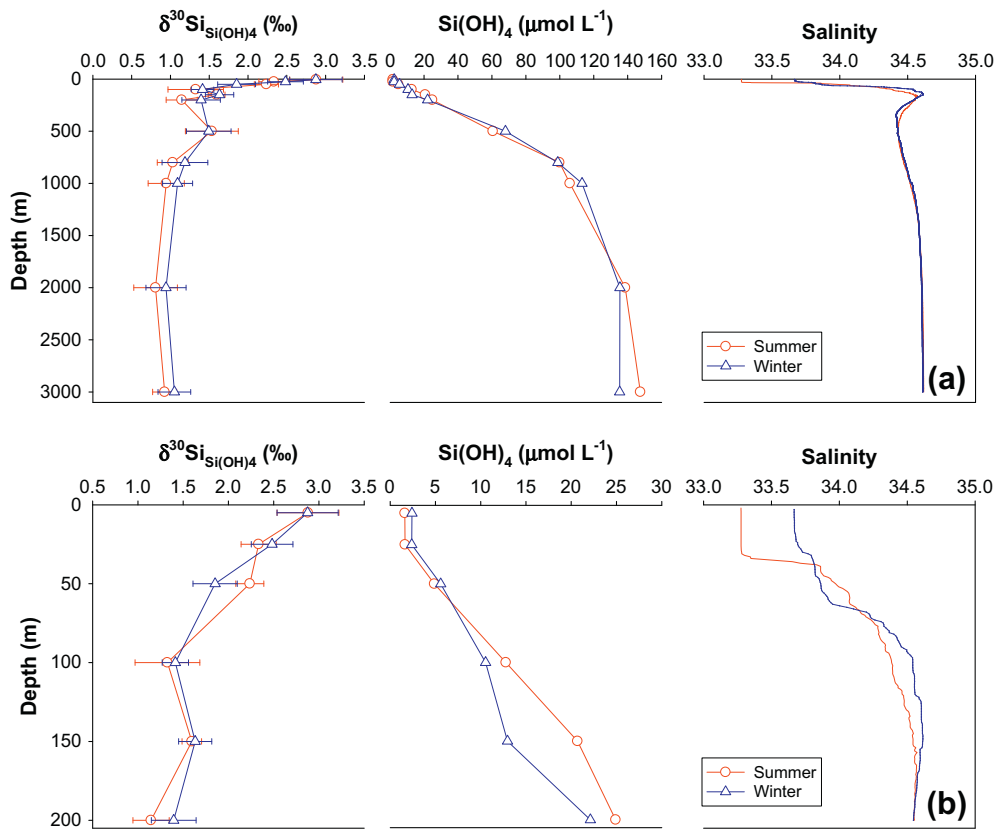 δ³⁰Si_Si(OH)4 (‰) Si(OH)₄ (μmol L⁻¹) Salinity
0.5 1.0 1.5 2.0 2.5 3.0 3.5 0 20 40 60 80 100 120 140 160 33.0 33.5 34.0 34.5 35.0
0
500
1000
1500
2000
2500
3000
Depth (m)
Summer
Winter
(a)
δ³⁰Si_Si(OH)4 (‰) Si(OH)₄ (μmol L⁻¹) Salinity
0.5 1.0 1.5 2.0 2.5 3.0 3.5 0 5 10 15 20 25 30 33.0 33.5 34.0 34.5 35.0
0
50
100
150
200
Depth (m)
Summer
Winter
(b)